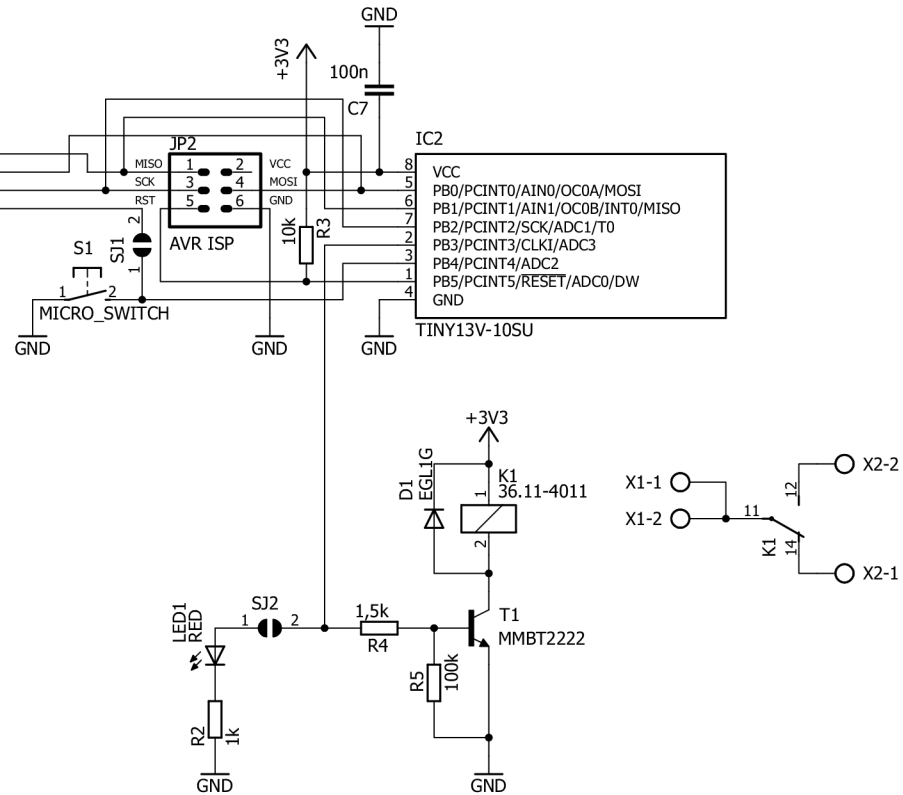 GND
+3V3
100n
C7
JP2
IC2
MISO 1 2 VCC
SCK 3 4 MOSI
RST 5 6 GND
AVR ISP
8 VCC
5 PB0/PCINT0/AIN0/OC0A/MOSI
6 PB1/PCINT1/AIN1/OC0B/INT0/MISO
7 PB2/PCINT2/SCK/ADC1/T0
2 PB3/PCINT3/CLKI/ADC3
3 PB4/PCINT4/ADC2
1 PB5/PCINT5/RESET/ADC0/DW
4 GND
TINY13V-10SU
10k
R3
2
SJ1
1
S1
1 2
MICRO_SWITCH
GND
GND
GND
+3V3
D1
EGL1G
K1
36.11-4011
1
2
X1-1
X1-2
11
12
K1
14
X2-2
X2-1
LED1
RED
SJ2
1 2
1,5k
R4
T1
MMBT2222
R5
100k
R2
1k
GND
GND